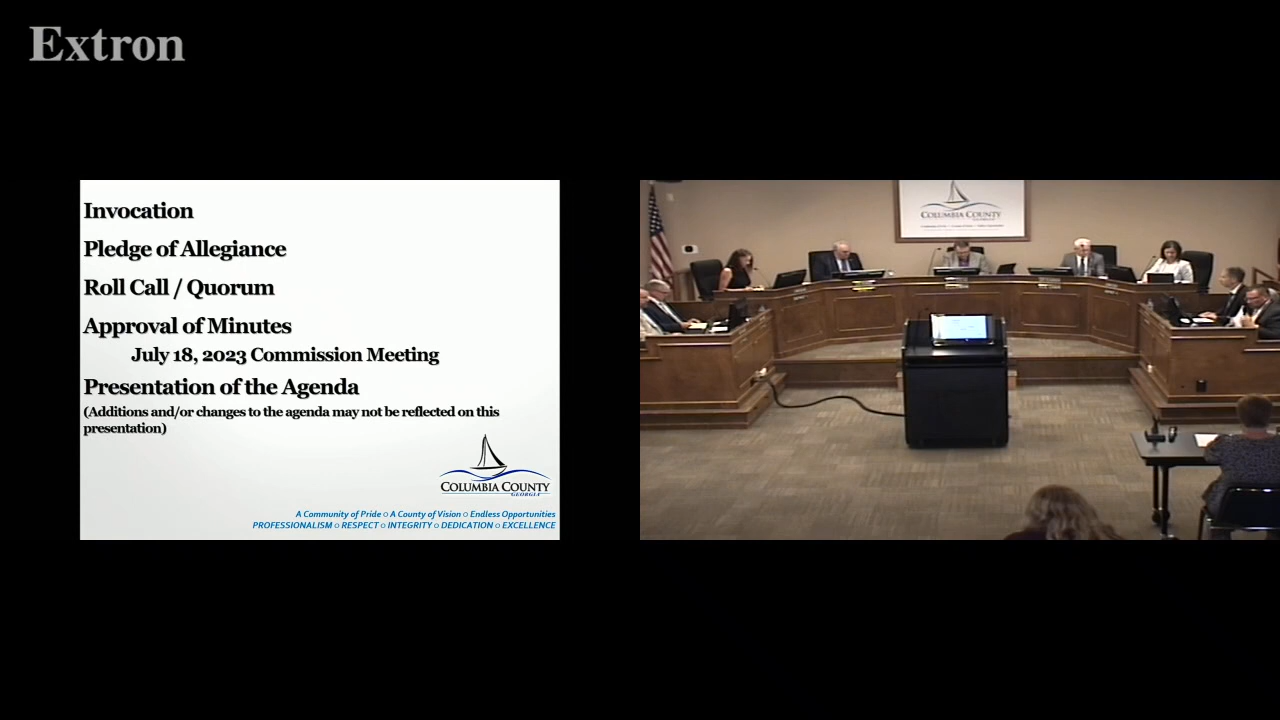 Extron
Invocation
Pledge of Allegiance
Roll Call / Quorum
Approval of Minutes
July 18, 2023 Commission Meeting
Presentation of the Agenda
(Additions and/or changes to the agenda may not be reflected on this
presentation)
COLUMBIA COUNTY
GEORGIA
A Community of Pride ○ A County of Vision ○ Endless Opportunities
PROFESSIONALISM ○ RESPECT ○ INTEGRITY ○ DEDICATION ○ EXCELLENCE
COLUMBIA COUNTY